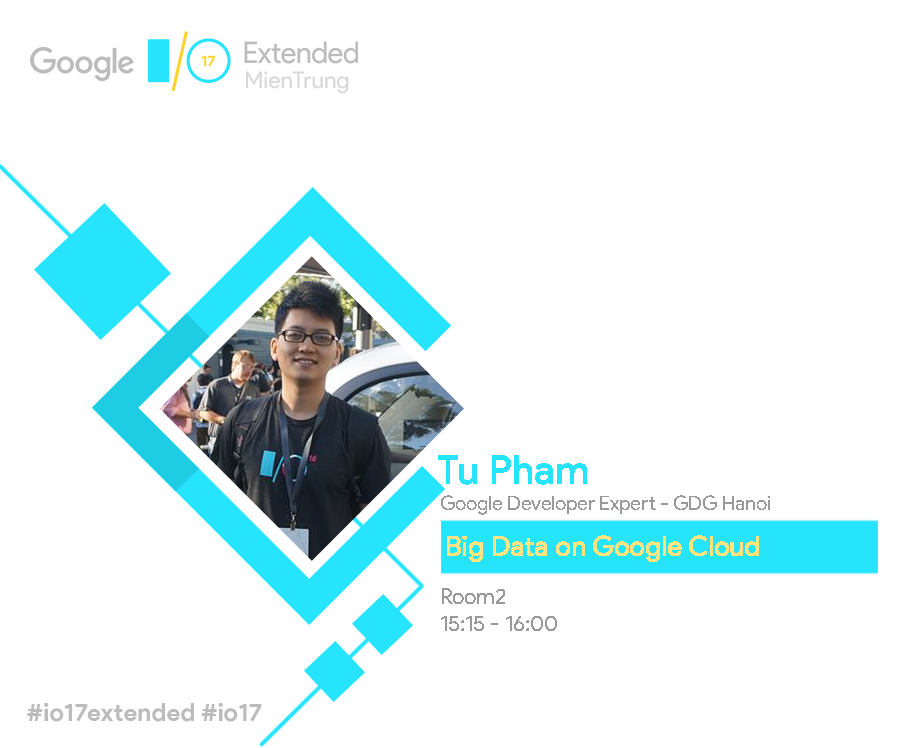 Google I/O 17 Extended
MienTrung
16
Tu Pham
Google Developer Expert - GDG Hanoi
Big Data on Google Cloud
Room2
15:15 - 16:00
#io17extended #io17